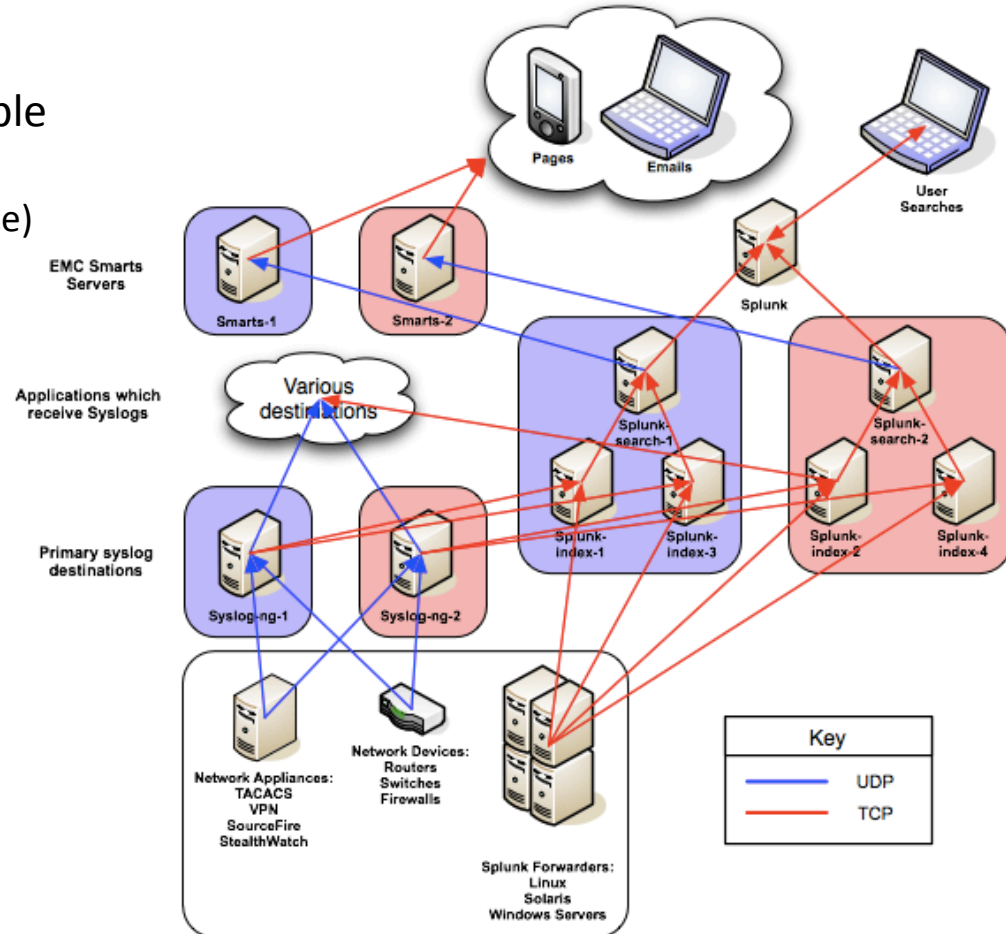 ple
e)
Pages
Emails
User
Searches
EMC Smarts
Servers
Smarts-1
Smarts-2
Splunk
Applications which
receive Syslogs
Various
destinations
Splunk-
search-1
Splunk-
search-2
Primary syslog
destinations
Syslog-ng-1
Syslog-ng-2
Splunk-
index-1
Splunk-
index-3
Splunk-
index-2
Splunk-
index-4
Network Appliances:
TACACS
VPN
SourceFire
StealthWatch
Network Devices:
Routers
Switches
Firewalls
Splunk Forwarders:
Linux
Solaris
Windows Servers
Key
UDP
TCP